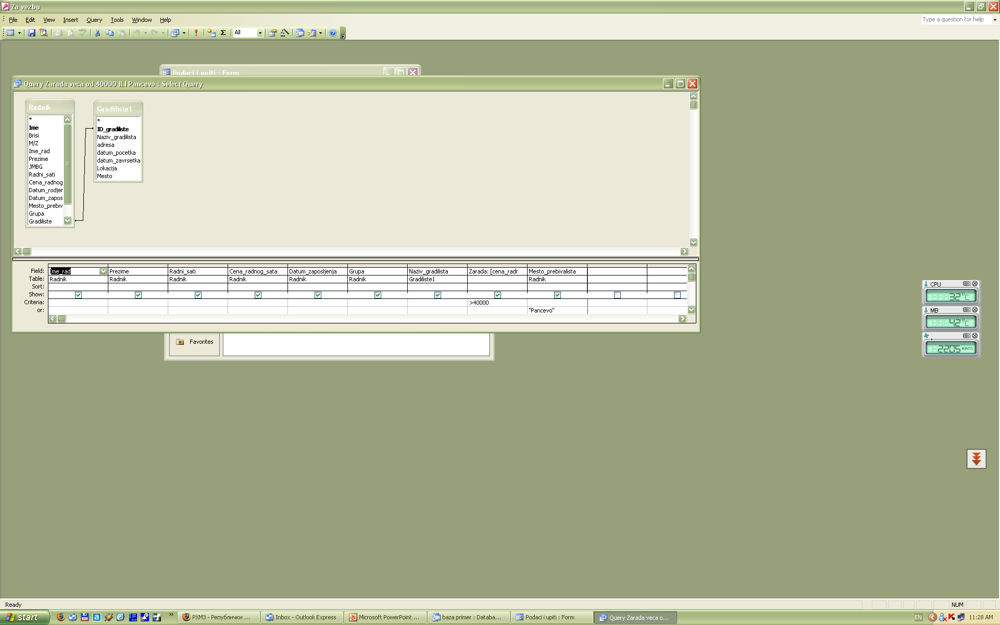 Za vezbu
File Edit View Insert Query Tools Window Help
Type a question for help
All
Podaci i upiti : Form
Query Zarada veca od 40000 ILI Pancevo : Select Query
Radnik
*
Ime
Brisi
M/Z
Ime_rad
Prezime
JMBG
Radni_sati
Cena_radnog
Datum_rodjer
Datum_zapos
Mesto_prebiv
Grupa
Gradiliste
Gradiliste1
*
ID_gradiliste
Naziv_gradilista
adresa
datum_pocetka
datum_zavrsetka
Lokacija
Mesto
Field: Ime_rad Prezime Radni_sati Cena_radnog_sata Datum_zaposljenja Grupa Naziv_gradilista Zarada: [cena_radr Mesto_prebivalista
Table: Radnik Radnik Radnik Radnik Radnik Radnik Gradiliste1 Radnik
Sort:
Show:
Criteria: >40000
or: "Pancevo"
Favorites
CPU
32°C
MB
42°C
2205 RPM
Ready
NUM
start
РХМЗ - Републички ...
Inbox - Outlook Express
Microsoft PowerPoint ...
baza primer : Databa...
Podaci i upiti : Form
Query Zarada veca o...
EN
11:28 AM